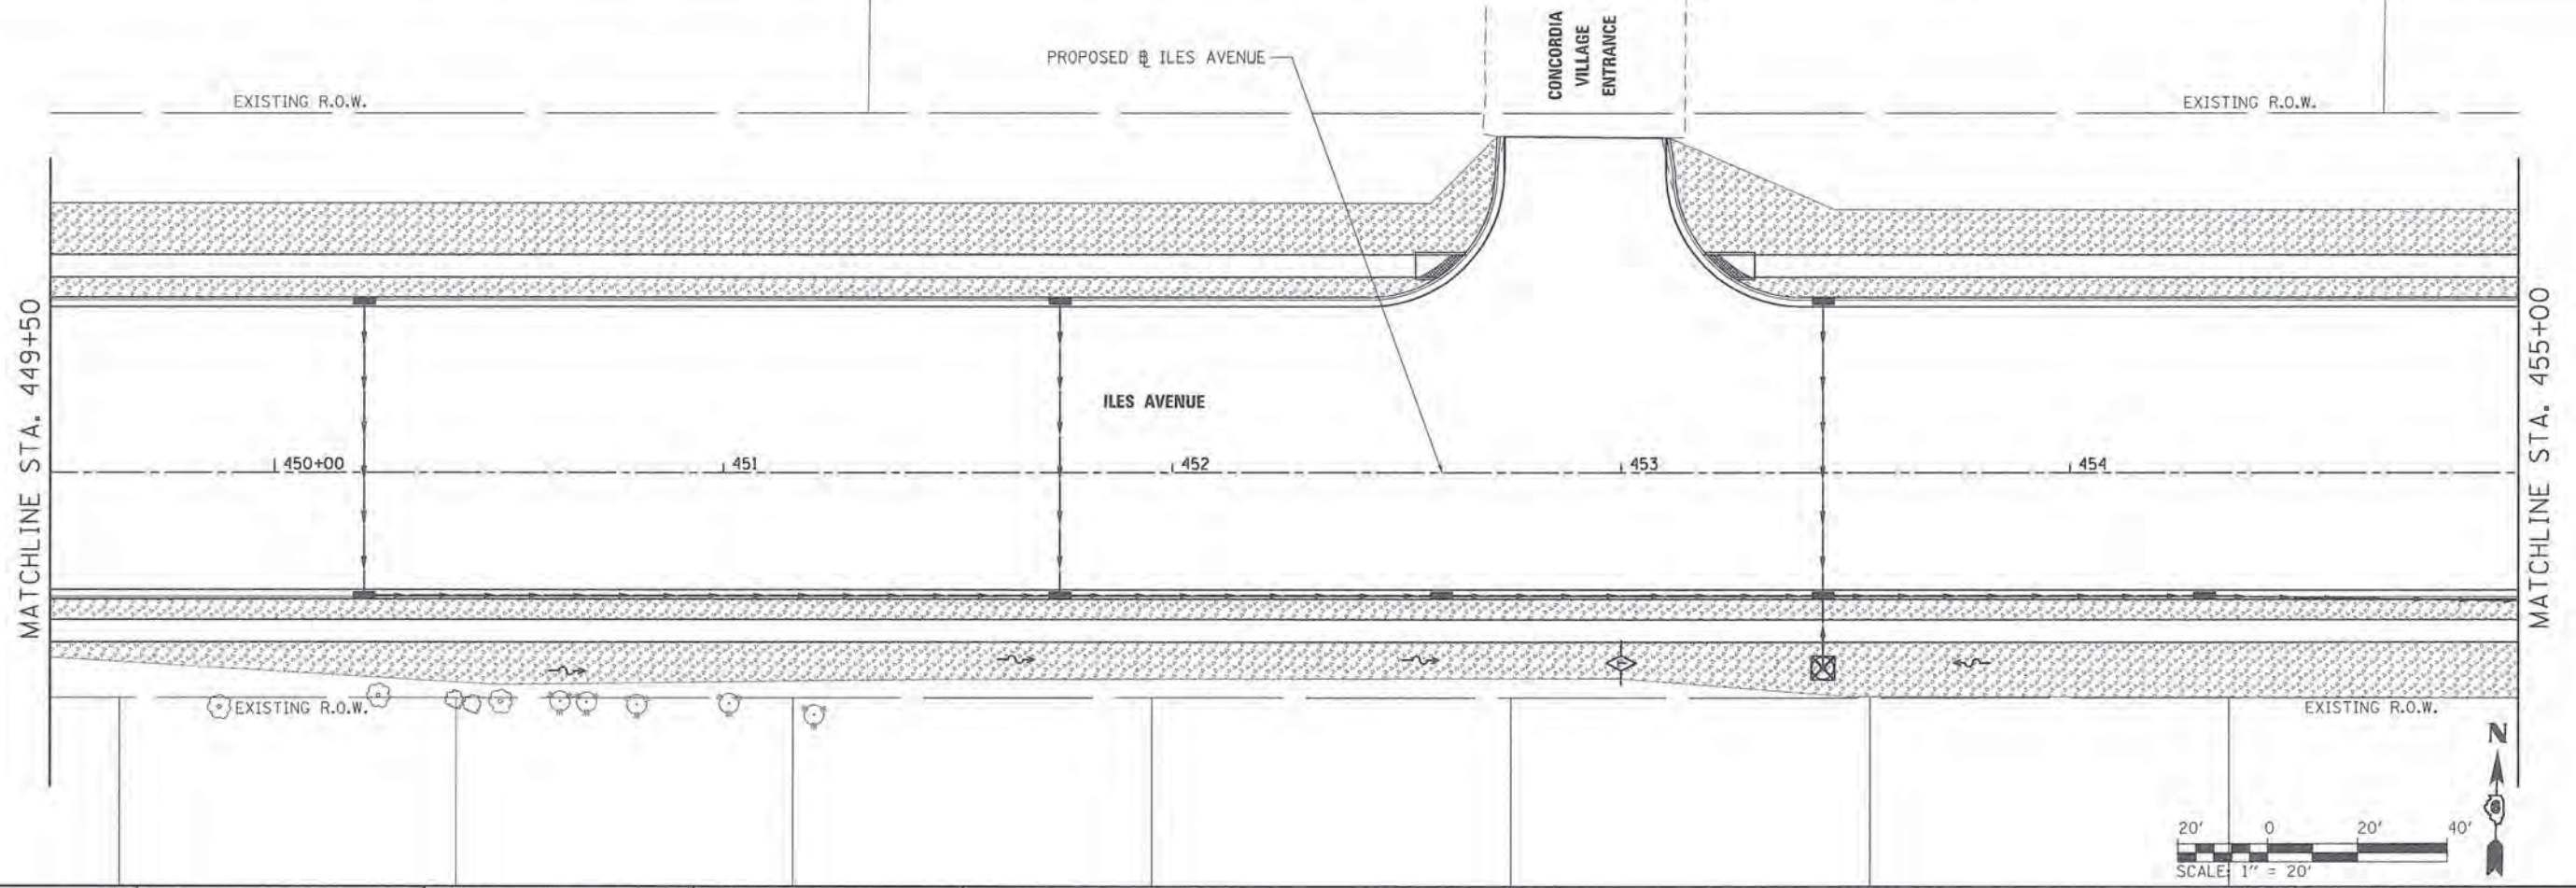 CONCORDIA
VILLAGE
ENTRANCE
PROPOSED ⅊ ILES AVENUE
EXISTING R.O.W.
EXISTING R.O.W.
MATCHLINE STA. 449+50
MATCHLINE STA. 455+00
ILES AVENUE
450+00
451
452
453
454
EXISTING R.O.W.
EXISTING R.O.W.
N
20' 0 20' 40'
SCALE: 1" = 20'